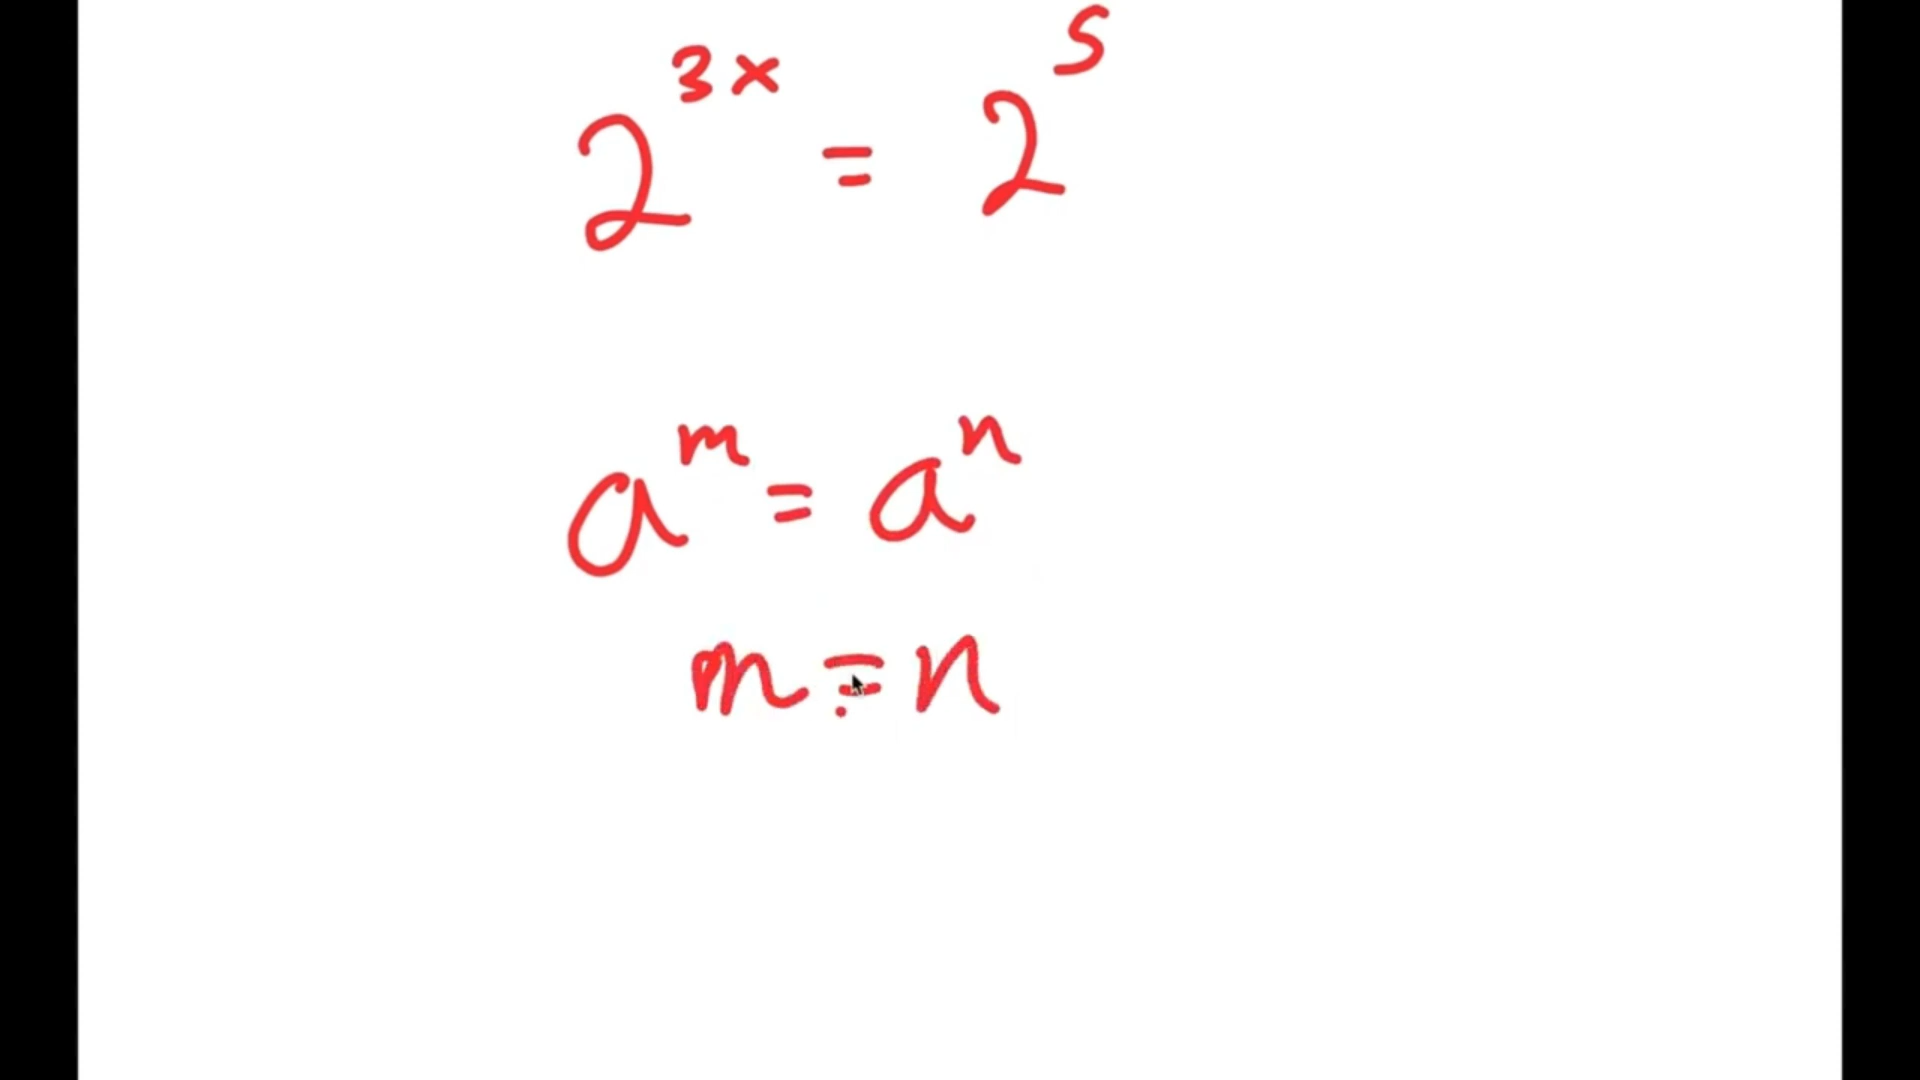 2^3x = 2^5
a^m = a^n
m = n